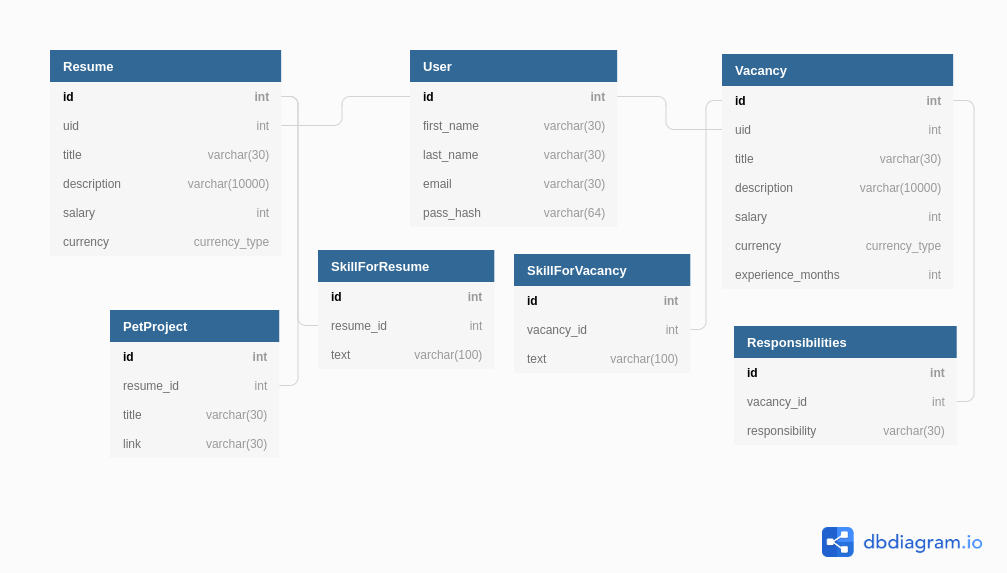 Resume
id int
uid int
title varchar(30)
description varchar(10000)
salary int
currency currency_type
User
id int
first_name varchar(30)
last_name varchar(30)
email varchar(30)
pass_hash varchar(64)
Vacancy
id int
uid int
title varchar(30)
description varchar(10000)
salary int
currency currency_type
experience_months int
SkillForResume
id int
resume_id int
text varchar(100)
SkillForVacancy
id int
vacancy_id int
text varchar(100)
PetProject
id int
resume_id int
title varchar(30)
link varchar(30)
Responsibilities
id int
vacancy_id int
responsibility varchar(30)
dbdiagram.io